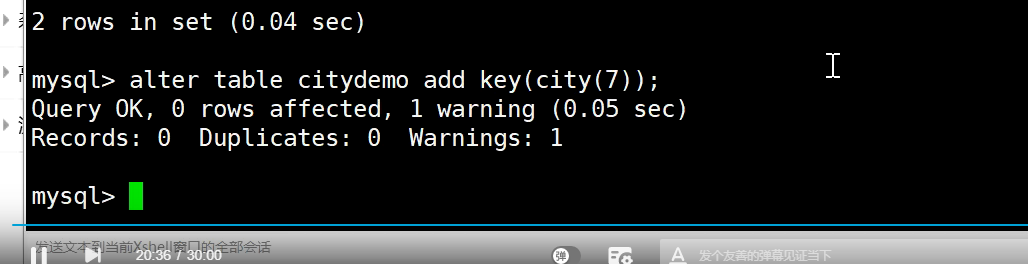 2 rows in set (0.04 sec)
mysql> alter table citydemo add key(city(7));
Query OK, 0 rows affected, 1 warning (0.05 sec)
Records: 0  Duplicates: 0  Warnings: 1
mysql>
发送文本到当前Xshell窗口的全部会话
20:36 / 30:00
弹
A
发个友善的弹幕见证当下